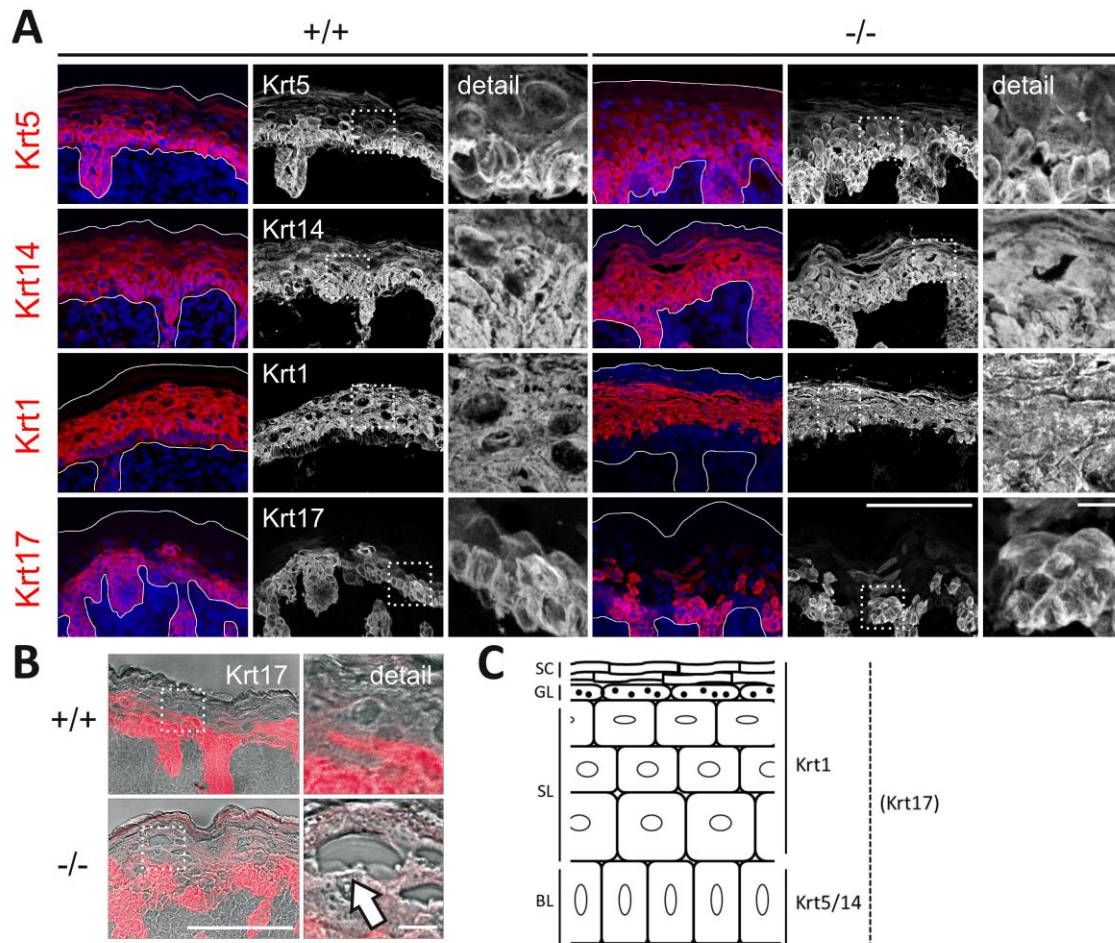 A
+/+
-/-
Krt5
Krt5
detail
detail
Krt14
Krt14
Krt1
Krt1
Krt17
Krt17
B
Krt17
detail
+/+
-/-
C
SC
GL
SL
BL
Krt1
Krt5/14
(Krt17)